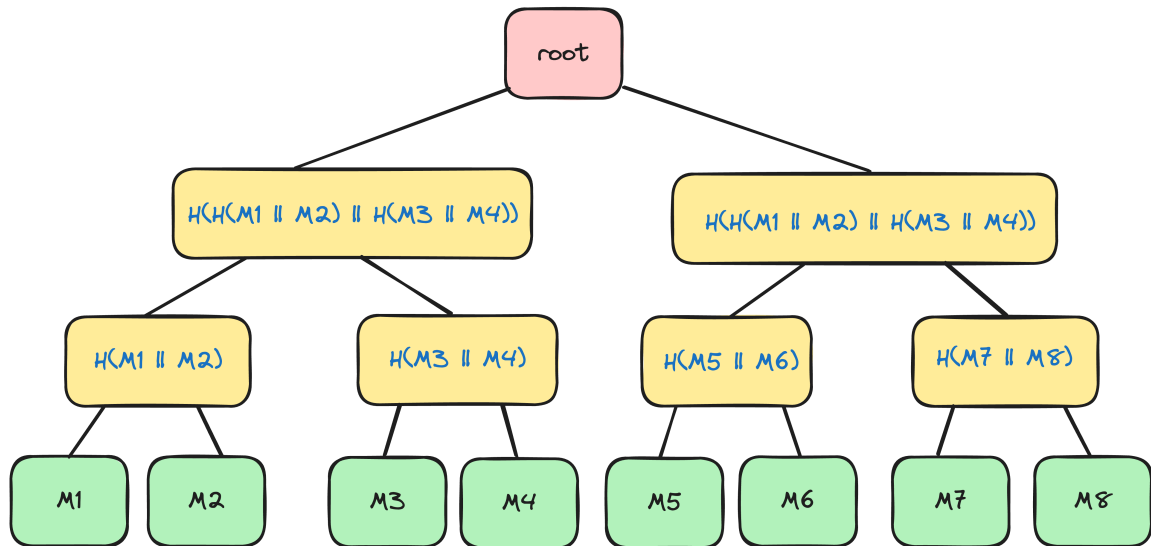 root
H(H(M1 || M2) || H(M3 || M4))
H(H(M1 || M2) || H(M3 || M4))
H(M1 || M2)
H(M3 || M4)
H(M5 || M6)
H(M7 || M8)
M1
M2
M3
M4
M5
M6
M7
M8